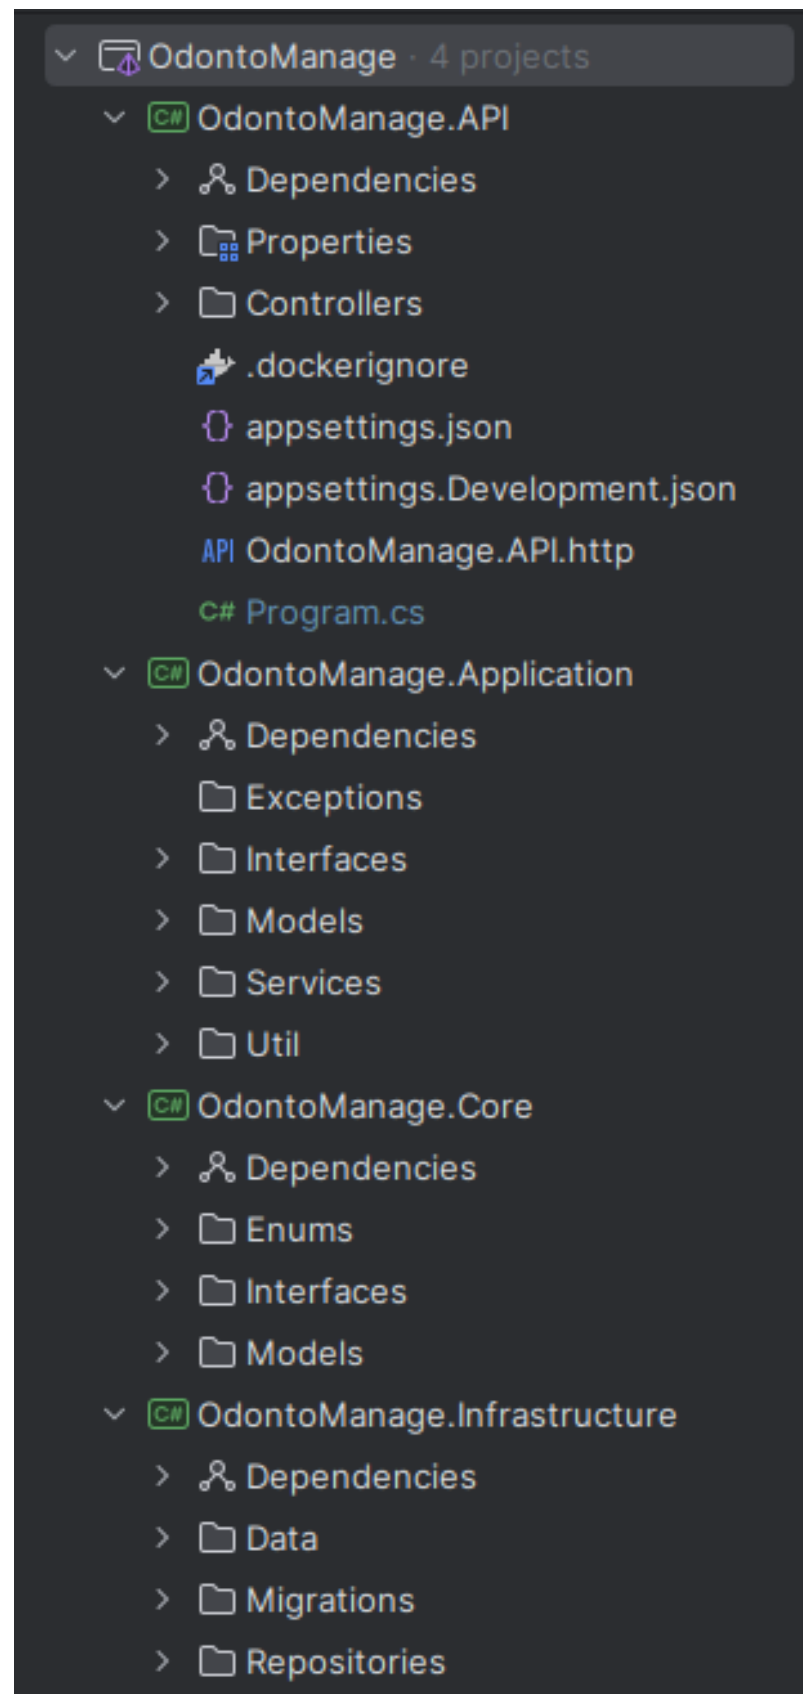 OdontoManage · 4 projects
C# OdontoManage.API
Dependencies
Properties
Controllers
.dockerignore
{} appsettings.json
{} appsettings.Development.json
API OdontoManage.API.http
C# Program.cs
C# OdontoManage.Application
Dependencies
Exceptions
Interfaces
Models
Services
Util
C# OdontoManage.Core
Dependencies
Enums
Interfaces
Models
C# OdontoManage.Infrastructure
Dependencies
Data
Migrations
Repositories